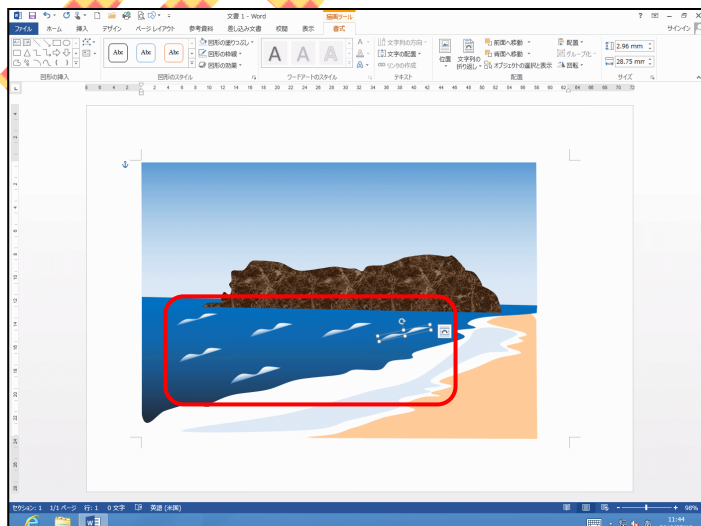 文書 1 - Word
描画ツール
サインイン
ファイル ホーム 挿入 デザイン ページ レイアウト 参考資料 差し込み文書 校閲 表示 書式
Abc Abc Abc
図形の塗りつぶし
図形の枠線
図形の効果
A A A
文字列の方向
文字の配置
リンクの作成
位置
文字列の
折り返し
前面へ移動
背面へ移動
オブジェクトの選択と表示
配置
グループ化
回転
2.96 mm
28.75 mm
図形の挿入 図形のスタイル ワードアートのスタイル テキスト 配置 サイズ
セクション: 1 1/1 ページ 行: 1 0 文字 英語 (米国)
98%
11:44